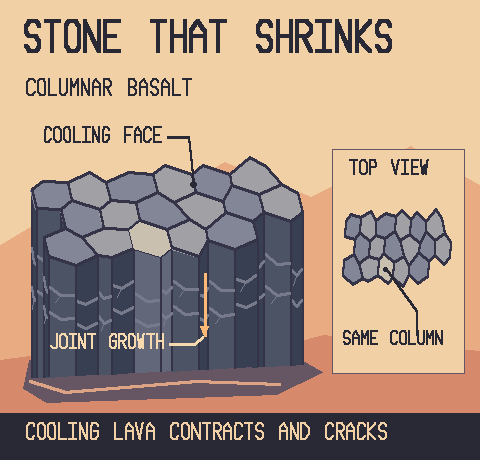 STONE THAT SHRINKS
COLUMNAR BASALT
COOLING FACE
TOP VIEW
SAME COLUMN
JOINT GROWTH
COOLING LAVA CONTRACTS AND CRACKS